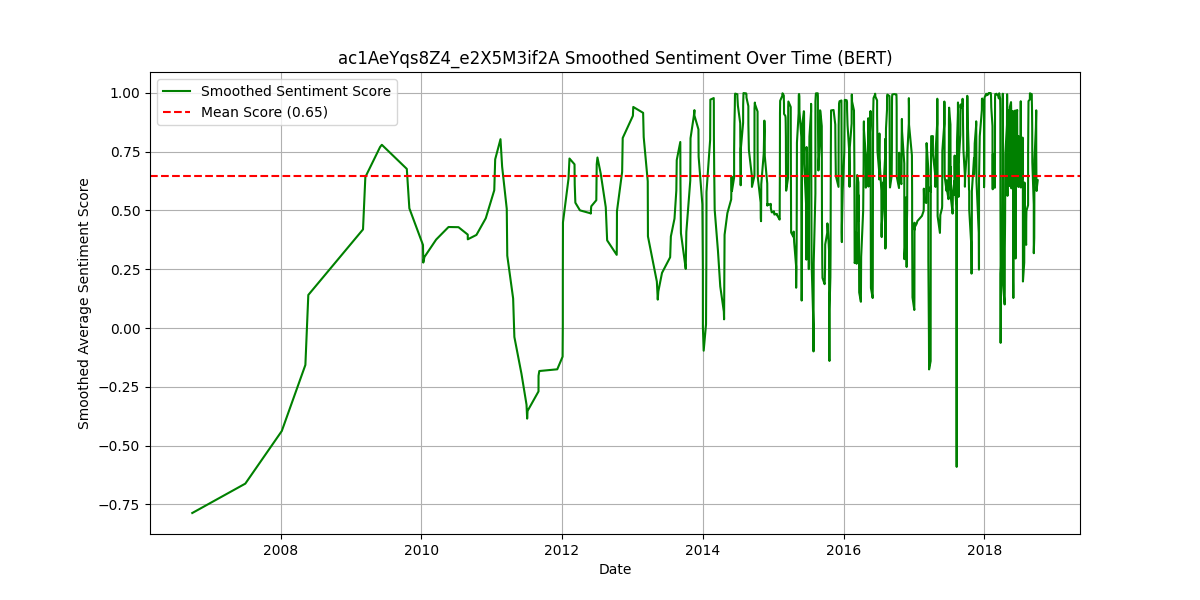 ac1AeYqs8Z4_e2X5M3if2A Smoothed Sentiment Over Time (BERT)
Smoothed Sentiment Score
Mean Score (0.65)
Smoothed Average Sentiment Score
1.00
0.75
0.50
0.25
0.00
−0.25
−0.50
−0.75
2008 2010 2012 2014 2016 2018
Date